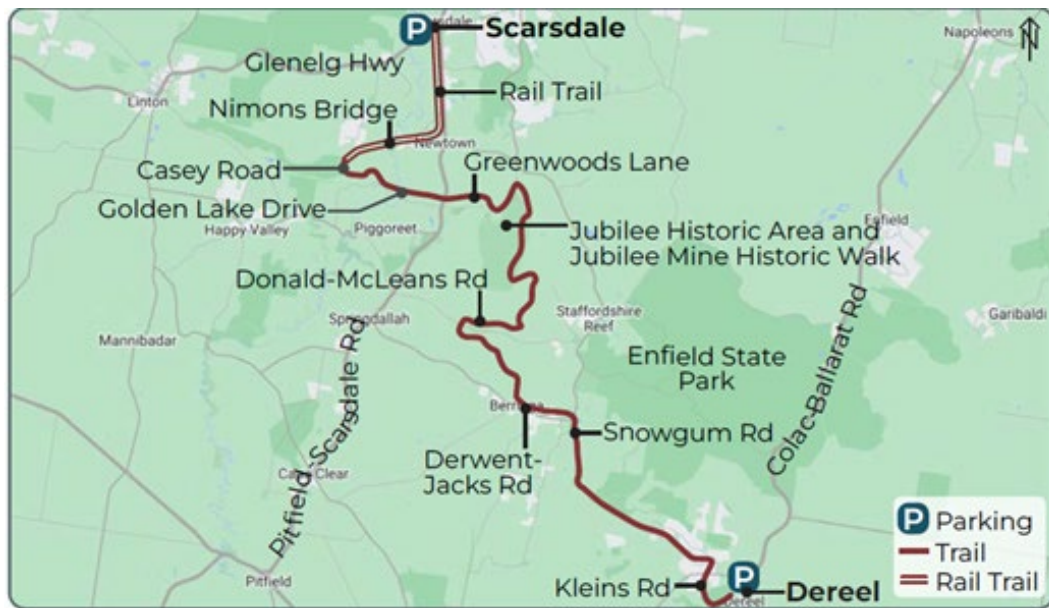 P
Scarsdale
N
Napoleons
Glenelg Hwy
Linton
Rail Trail
Nimons Bridge
Newtown
Greenwoods Lane
Casey Road
Golden Lake Drive
Happy Valley
Piggoreet
Enfield
Jubilee Historic Area and
Jubilee Mine Historic Walk
Donald-McLeans Rd
Staffordshire
Reef
Garibaldi
Mannibadar
Enfield State
Park
Colac-Ballarat Rd
Pitfield-Scarsdale Rd
Snowgum Rd
Derwent-
Jacks Rd
Pitfield
Kleins Rd
P
Dereel
Dereel
P Parking
Trail
Rail Trail